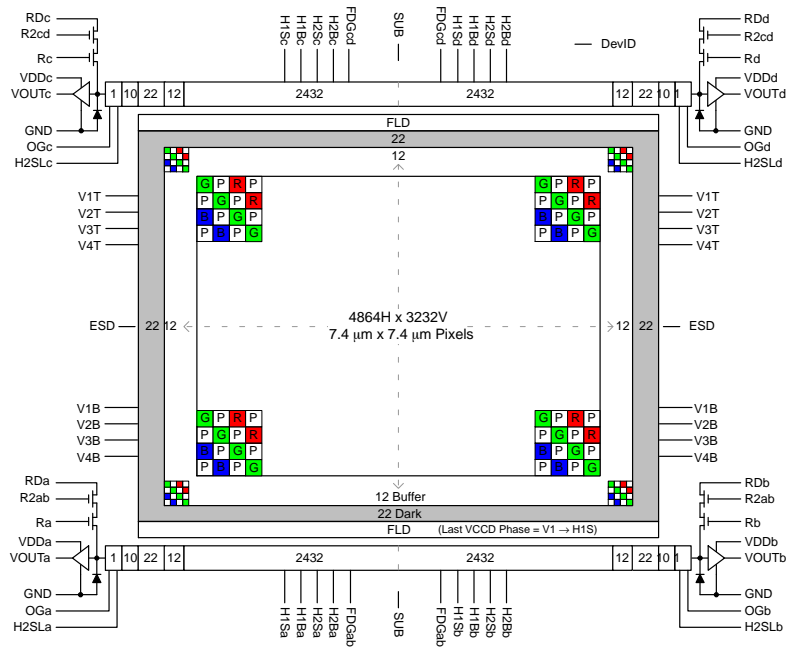 RDc
R2cd
Rc
VDDc
VOUTc
GND
OGc
H2SLc
H1Sc
H1Bc
H2Sc
H2Bc
FDGcd
SUB
FDGcd
H1Sd
H1Bd
H2Sd
H2Bd
DevID
RDd
R2cd
Rd
VDDd
VOUTd
GND
OGd
H2SLd
1 10 22 12 2432 2432 12 22 10 1
FLD
22
12
G P R P G P R P
P G P R P G P R
B P G P B P G P
P B P G P B P G
V1T V1T
V2T V2T
V3T V3T
V4T V4T
4864H x 3232V
7.4 μm x 7.4 μm Pixels
ESD 22 12 12 22 ESD
V1B V1B
V2B V2B
V3B V3B
V4B V4B
G P R P G P R P
P G P R P G P R
B P G P B P G P
P B P G P B P G
12 Buffer
22 Dark
FLD (Last VCCD Phase = V1 → H1S)
RDa
R2ab
Ra
VDDa
VOUTa
GND
OGa
H2SLa
1 10 22 12 2432 2432 12 22 10 1
H1Sa
H1Ba
H2Sa
H2Ba
FDGab
SUB
FDGab
H1Sb
H1Bb
H2Sb
H2Bb
RDb
R2ab
Rb
VDDb
VOUTb
GND
OGb
H2SLb